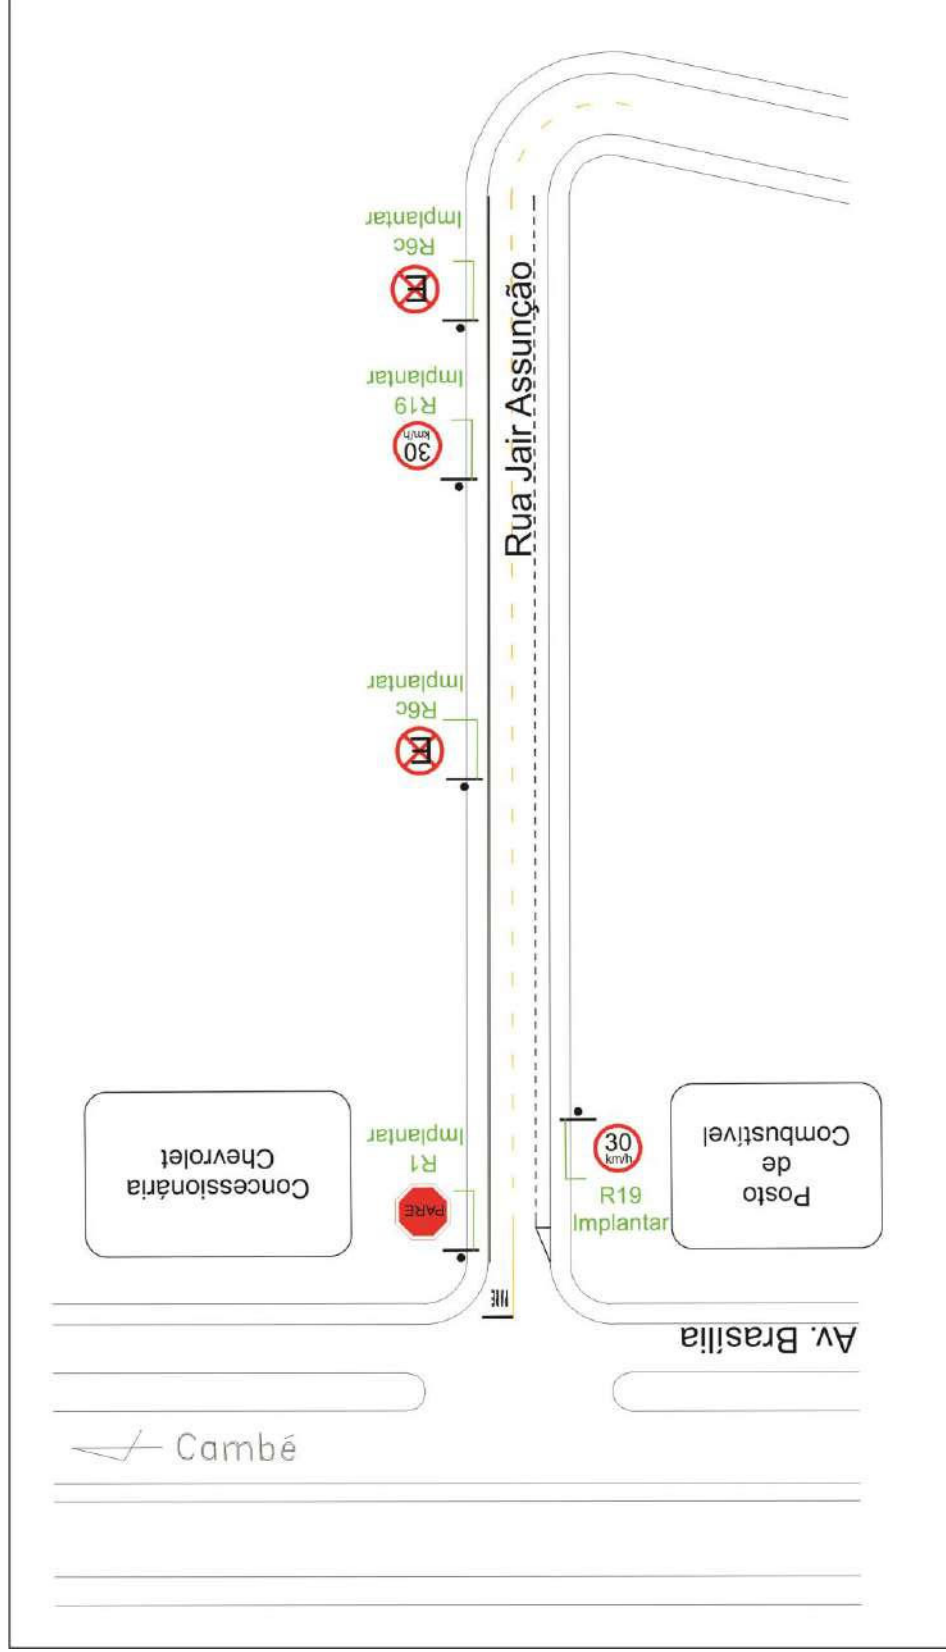 Implantar
R6c
E
Implantar
R19
30
km/h
Rua Jair Assunção
Implantar
R6c
E
Concessionária
Chevrolet
Implantar
R1
PARE
30
km/h
R19
Implantar
Posto
de
Combustível
PARE
Av. Brasília
Cambé